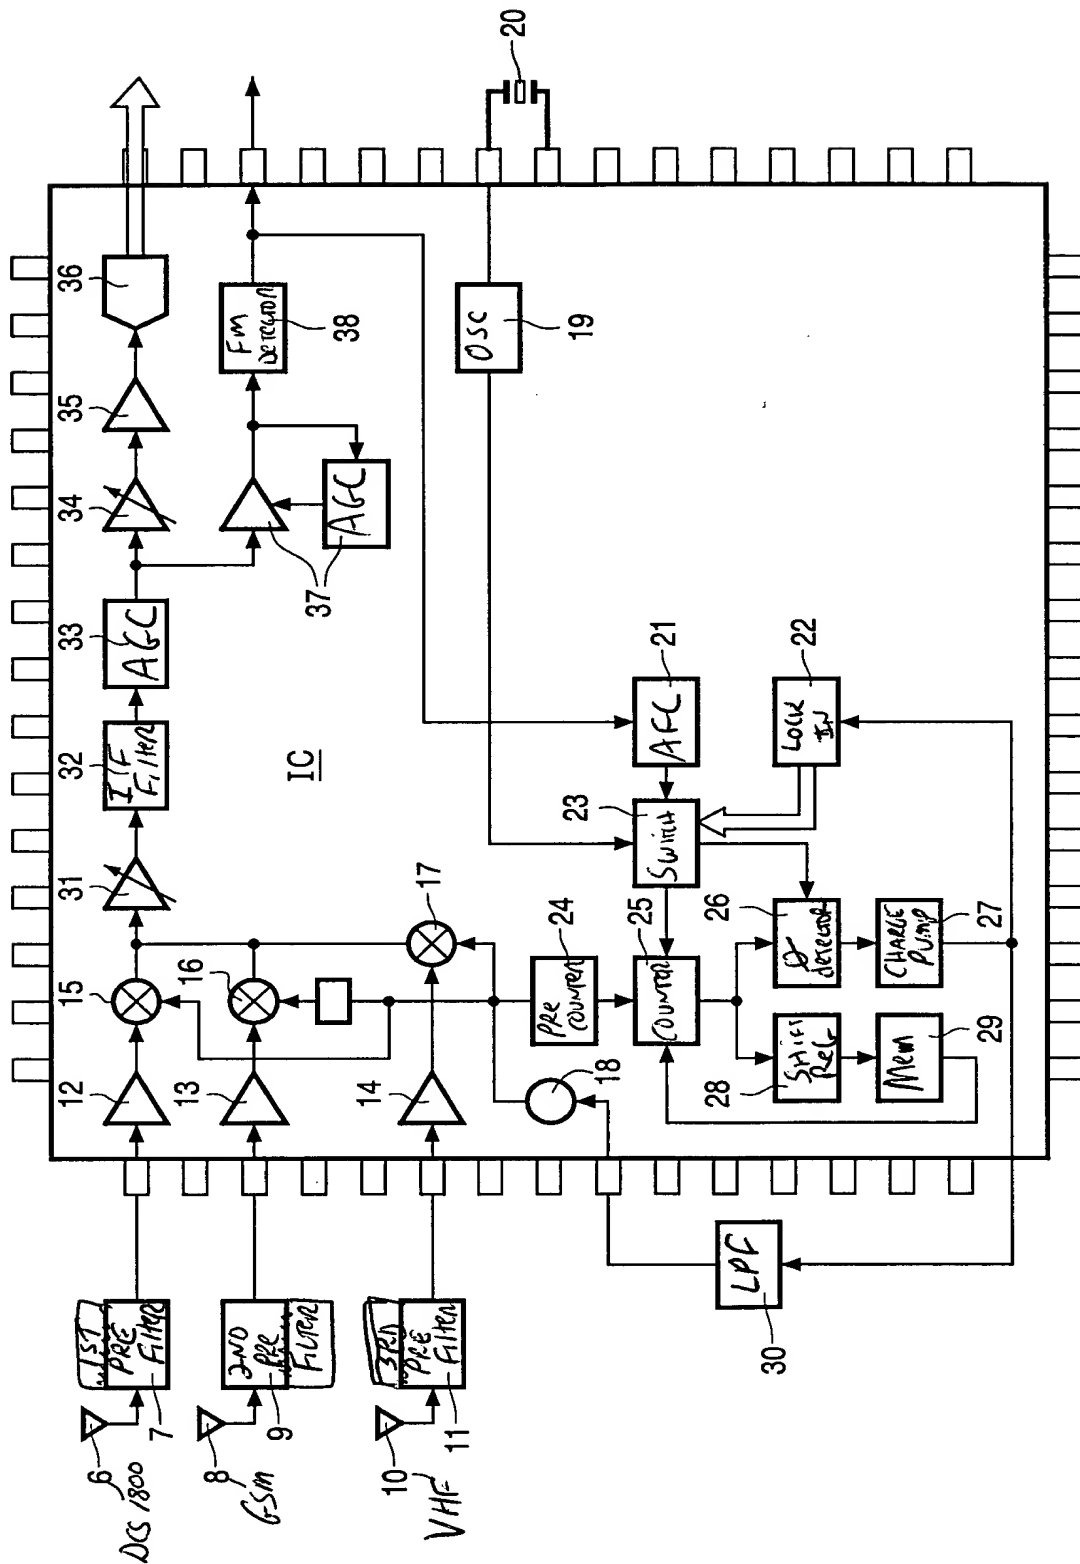 6
DCS 1800
8
GSM
10
VHF
1ST
PRE
Filter
7
2ND
PRE
FILTER
9
3RD
PRE
Filter
11
LPF
30
12
13
14
15
16
17
18
31
I/F
Filter
32
AGC
33
34
35
36
37
AGC
FM
Detector
38
IC
OSC
19
20
AFC
21
LOCK
IN
22
23
Switch
PRE
COUNTER
24
COUNTER
25
Ø
detector
26
CHARGE
PUMP
27
SHIFT
REG
28
Mem
29